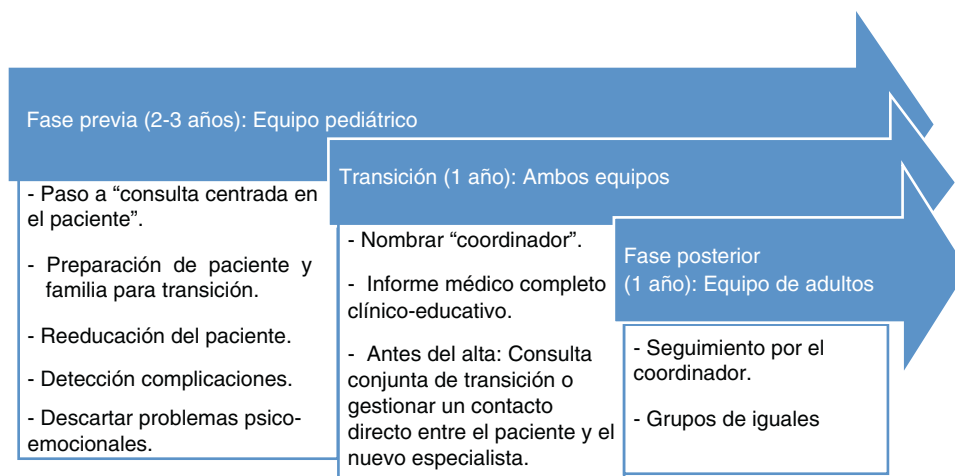 Fase previa (2-3 años): Equipo pediátrico
- Paso a “consulta centrada en
el paciente”.
- Preparación de paciente y
familia para transición.
- Reeducación del paciente.
- Detección complicaciones.
- Descartar problemas psico-
emocionales.
Transición (1 año): Ambos equipos
- Nombrar “coordinador”.
- Informe médico completo
clínico-educativo.
- Antes del alta: Consulta
conjunta de transición o
gestionar un contacto
directo entre el paciente y el
nuevo especialista.
Fase posterior
(1 año): Equipo de adultos
- Seguimiento por el
coordinador.
- Grupos de iguales